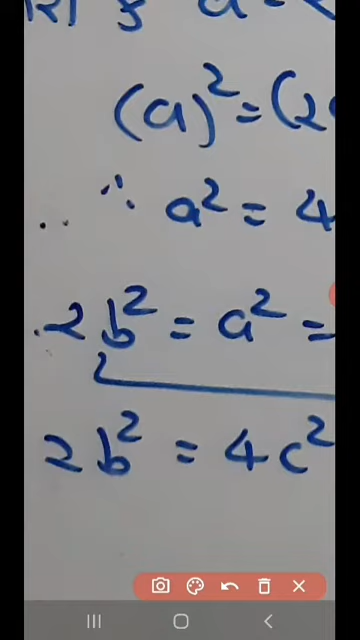 (a)² = (2
∴ a² = 4
2b² = a² =
2b² = 4c²